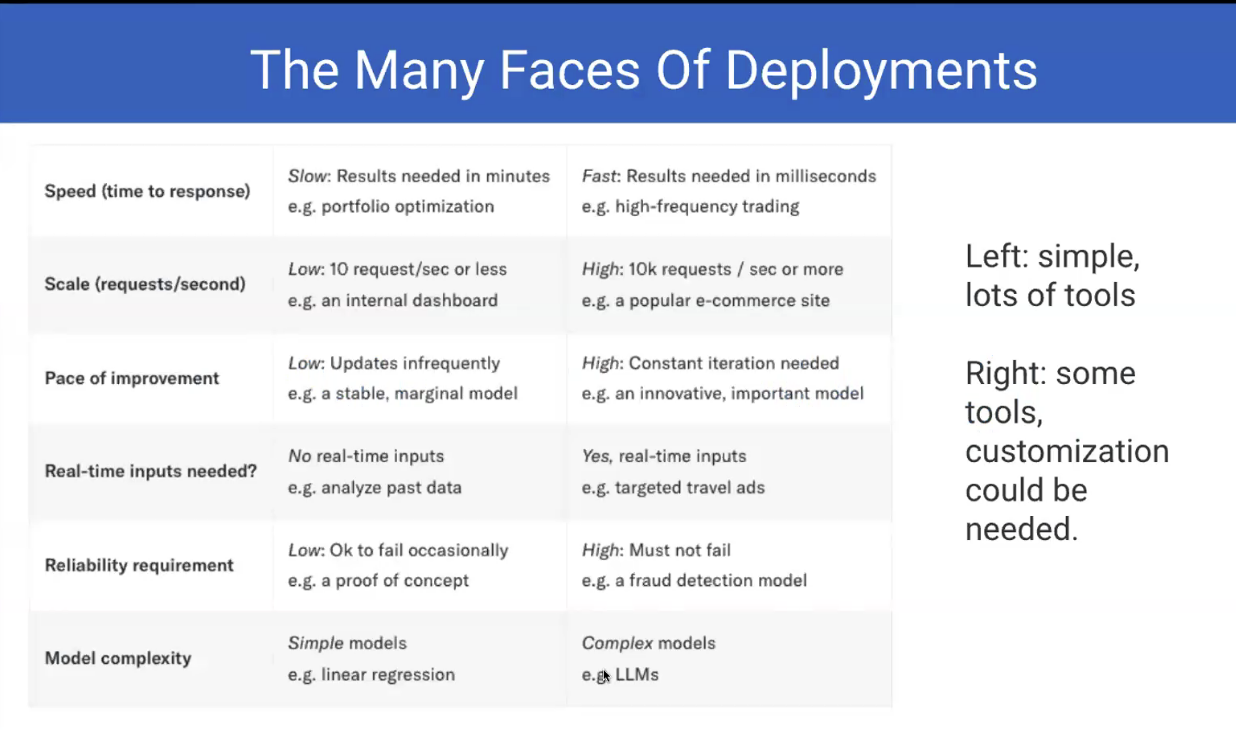 The Many Faces Of Deployments
Speed (time to response)
Slow: Results needed in minutes
e.g. portfolio optimization
Fast: Results needed in milliseconds
e.g. high-frequency trading
Scale (requests/second)
Low: 10 request/sec or less
e.g. an internal dashboard
High: 10k requests / sec or more
e.g. a popular e-commerce site
Pace of improvement
Low: Updates infrequently
e.g. a stable, marginal model
High: Constant iteration needed
e.g. an innovative, important model
Real-time inputs needed?
No real-time inputs
e.g. analyze past data
Yes, real-time inputs
e.g. targeted travel ads
Reliability requirement
Low: Ok to fail occasionally
e.g. a proof of concept
High: Must not fail
e.g. a fraud detection model
Model complexity
Simple models
e.g. linear regression
Complex models
e.g. LLMs
Left: simple,
lots of tools
Right: some
tools,
customization
could be
needed.